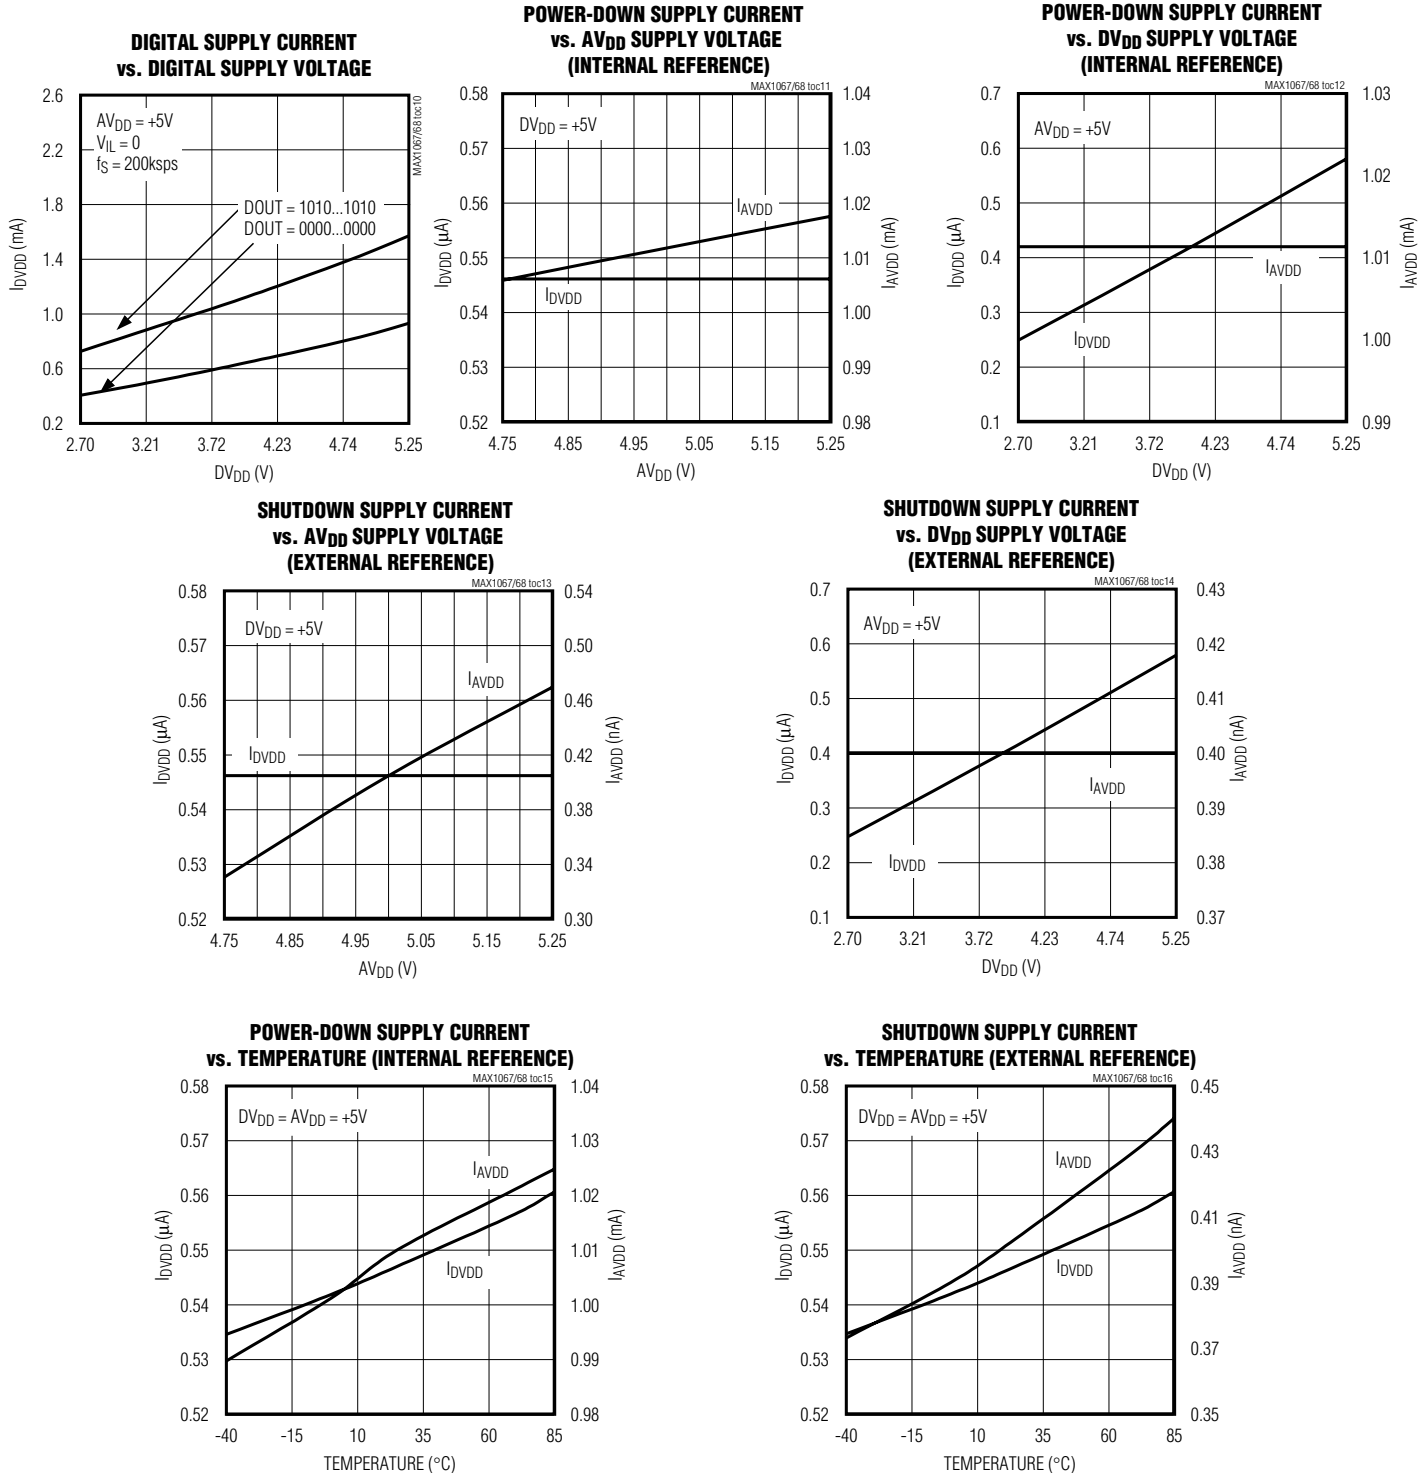 DIGITAL SUPPLY CURRENT
vs. DIGITAL SUPPLY VOLTAGE
MAX1067/68 toc10
AVDD = +5V
VIL = 0
fS = 200ksps
DOUT = 1010...1010
DOUT = 0000...0000
IDVDD (mA)
2.6
2.2
1.8
1.4
1.0
0.6
0.2
2.70 3.21 3.72 4.23 4.74 5.25
DVDD (V)
POWER-DOWN SUPPLY CURRENT
vs. AVDD SUPPLY VOLTAGE
(INTERNAL REFERENCE)
MAX1067/68 toc11
DVDD = +5V
IAVDD
IDVDD
IDVDD (µA)
0.58
0.57
0.56
0.55
0.54
0.53
0.52
IAVDD (mA)
1.04
1.03
1.02
1.01
1.00
0.99
0.98
4.75 4.85 4.95 5.05 5.15 5.25
AVDD (V)
POWER-DOWN SUPPLY CURRENT
vs. DVDD SUPPLY VOLTAGE
(INTERNAL REFERENCE)
MAX1067/68 toc12
AVDD = +5V
IAVDD
IDVDD
IDVDD (µA)
0.7
0.6
0.5
0.4
0.3
0.2
0.1
IAVDD (mA)
1.03
1.02
1.01
1.00
0.99
2.70 3.21 3.72 4.23 4.74 5.25
DVDD (V)
SHUTDOWN SUPPLY CURRENT
vs. AVDD SUPPLY VOLTAGE
(EXTERNAL REFERENCE)
MAX1067/68 toc13
DVDD = +5V
IAVDD
IDVDD
IDVDD (µA)
0.58
0.57
0.56
0.55
0.54
0.53
0.52
IAVDD (nA)
0.54
0.50
0.46
0.42
0.38
0.34
0.30
4.75 4.85 4.95 5.05 5.15 5.25
AVDD (V)
SHUTDOWN SUPPLY CURRENT
vs. DVDD SUPPLY VOLTAGE
(EXTERNAL REFERENCE)
MAX1067/68 toc14
AVDD = +5V
IAVDD
IDVDD
IDVDD (µA)
0.7
0.6
0.5
0.4
0.3
0.2
0.1
IAVDD (nA)
0.43
0.42
0.41
0.40
0.39
0.38
0.37
2.70 3.21 3.72 4.23 4.74 5.25
DVDD (V)
POWER-DOWN SUPPLY CURRENT
vs. TEMPERATURE (INTERNAL REFERENCE)
MAX1067/68 toc15
DVDD = AVDD = +5V
IAVDD
IDVDD
IDVDD (µA)
0.58
0.57
0.56
0.55
0.54
0.53
0.52
IAVDD (mA)
1.04
1.03
1.02
1.01
1.00
0.99
0.98
-40 -15 10 35 60 85
TEMPERATURE (°C)
SHUTDOWN SUPPLY CURRENT
vs. TEMPERATURE (EXTERNAL REFERENCE)
MAX1067/68 toc16
DVDD = AVDD = +5V
IAVDD
IDVDD
IDVDD (µA)
0.58
0.57
0.56
0.55
0.54
0.53
0.52
IAVDD (nA)
0.45
0.43
0.41
0.39
0.37
0.35
-40 -15 10 35 60 85
TEMPERATURE (°C)